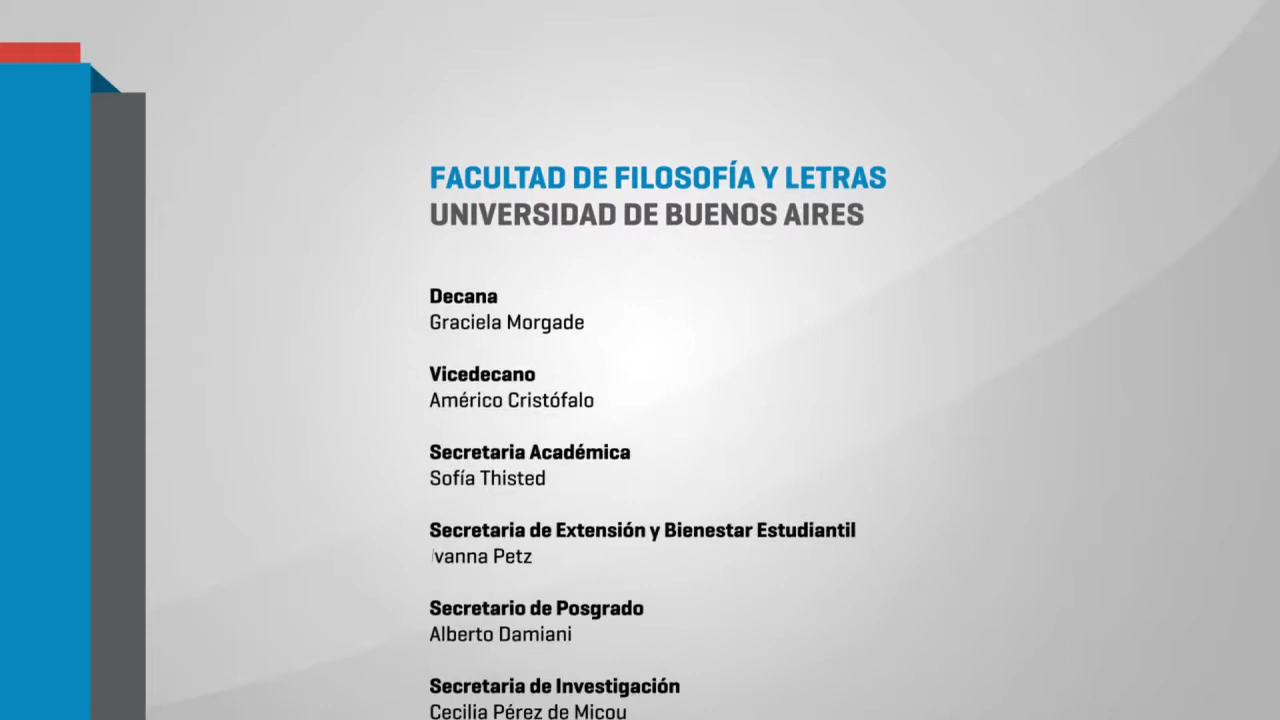 FACULTAD DE FILOSOFÍA Y LETRAS
UNIVERSIDAD DE BUENOS AIRES
Decana
Graciela Morgade
Vicedecano
Américo Cristófalo
Secretaria Académica
Sofía Thisted
Secretaria de Extensión y Bienestar Estudiantil
Ivanna Petz
Secretario de Posgrado
Alberto Damiani
Secretaria de Investigación
Cecilia Pérez de Micou